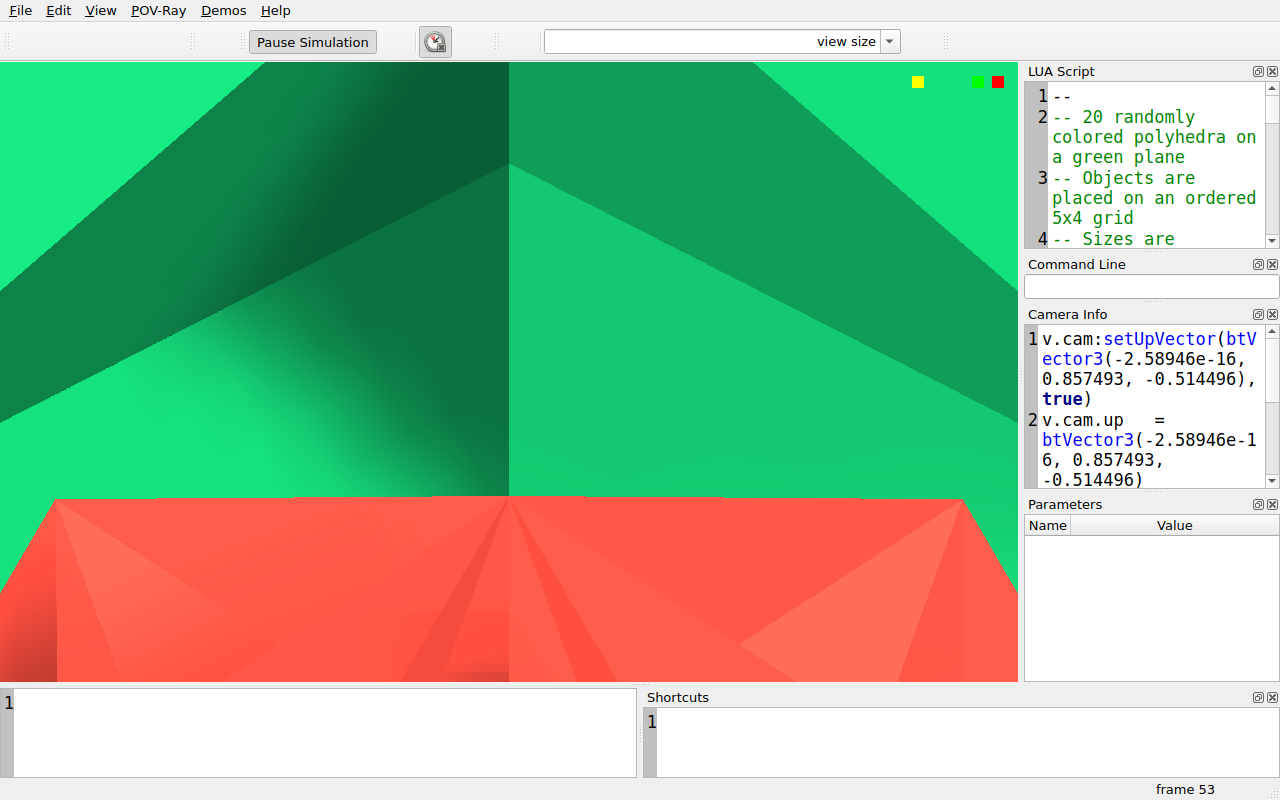 File Edit View POV-Ray Demos Help
Pause Simulation view size
LUA Script
1 --
2 -- 20 randomly
colored polyhedra on
a green plane
3 -- Objects are
placed on an ordered
5x4 grid
4 -- Sizes are
Command Line
Camera Info
1 v.cam:setUpVector(btV
ector3(-2.58946e-16,
0.857493, -0.514496),
true)
2 v.cam.up   =
btVector3(-2.58946e-1
6, 0.857493,
-0.514496)
Parameters
Name Value
1
Shortcuts
1
frame 53